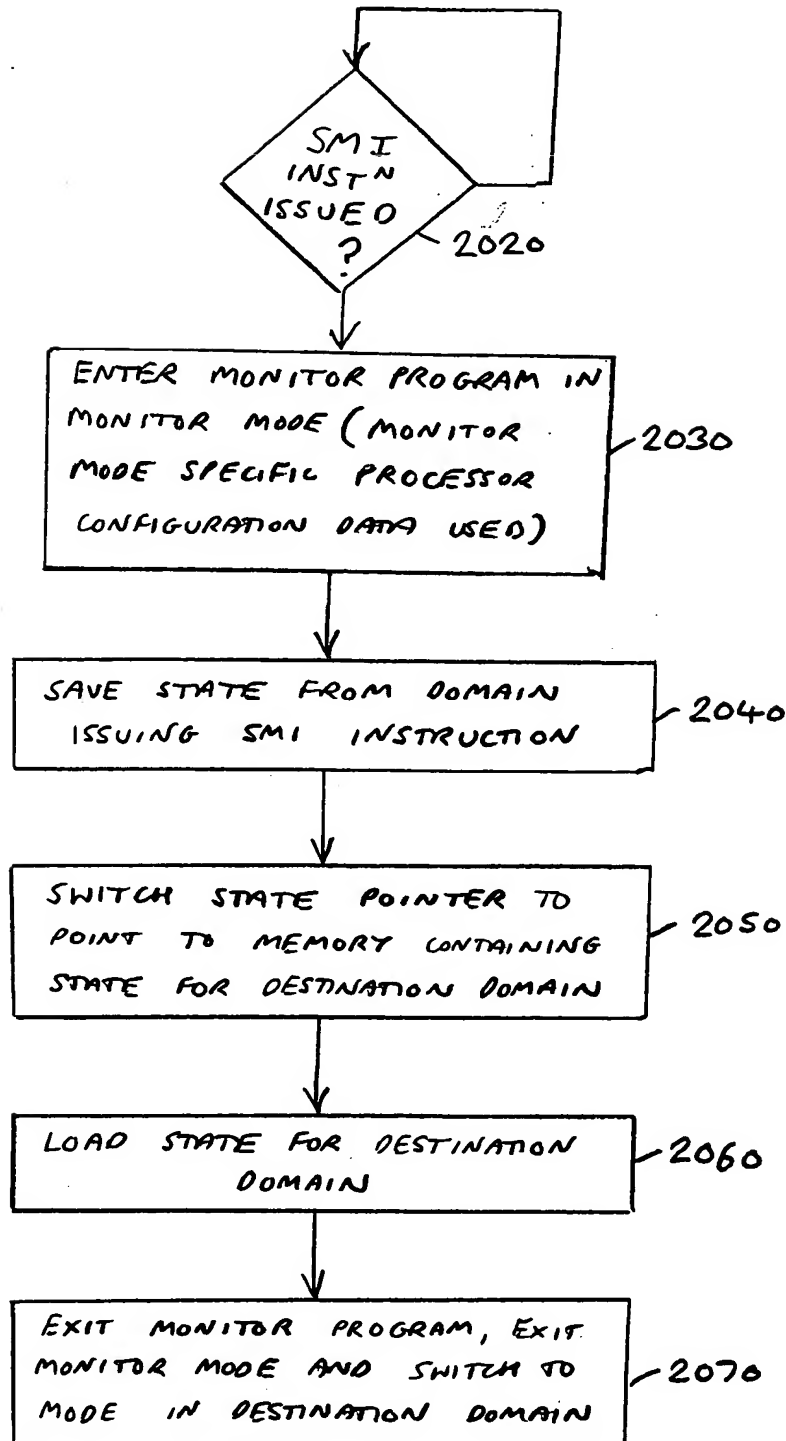 SMI
INSTN
ISSUED
?
2020
ENTER MONITOR PROGRAM IN
MONITOR MODE (MONITOR
MODE SPECIFIC PROCESSOR
CONFIGURATION DATA USED)
2030
SAVE STATE FROM DOMAIN
ISSUING SMI INSTRUCTION
2040
SWITCH STATE POINTER TO
POINT TO MEMORY CONTAINING
STATE FOR DESTINATION DOMAIN
2050
LOAD STATE FOR DESTINATION
DOMAIN
2060
EXIT MONITOR PROGRAM, EXIT
MONITOR MODE AND SWITCH TO
MODE IN DESTINATION DOMAIN
2070